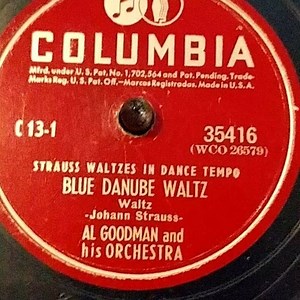 COLUMBIA
Mfrd. under U.S. Pat. No. 1,702,564 and Pat. Pending. Trade-
Marks Reg. U.S. Pat. Off.—Marcas Registradas. Made in U.S.A.
C 13-1
35416
(WCO 26579)
STRAUSS WALTZES IN DANCE TEMPO
BLUE DANUBE WALTZ
Waltz
-Johann Strauss-
AL GOODMAN and
his ORCHESTRA